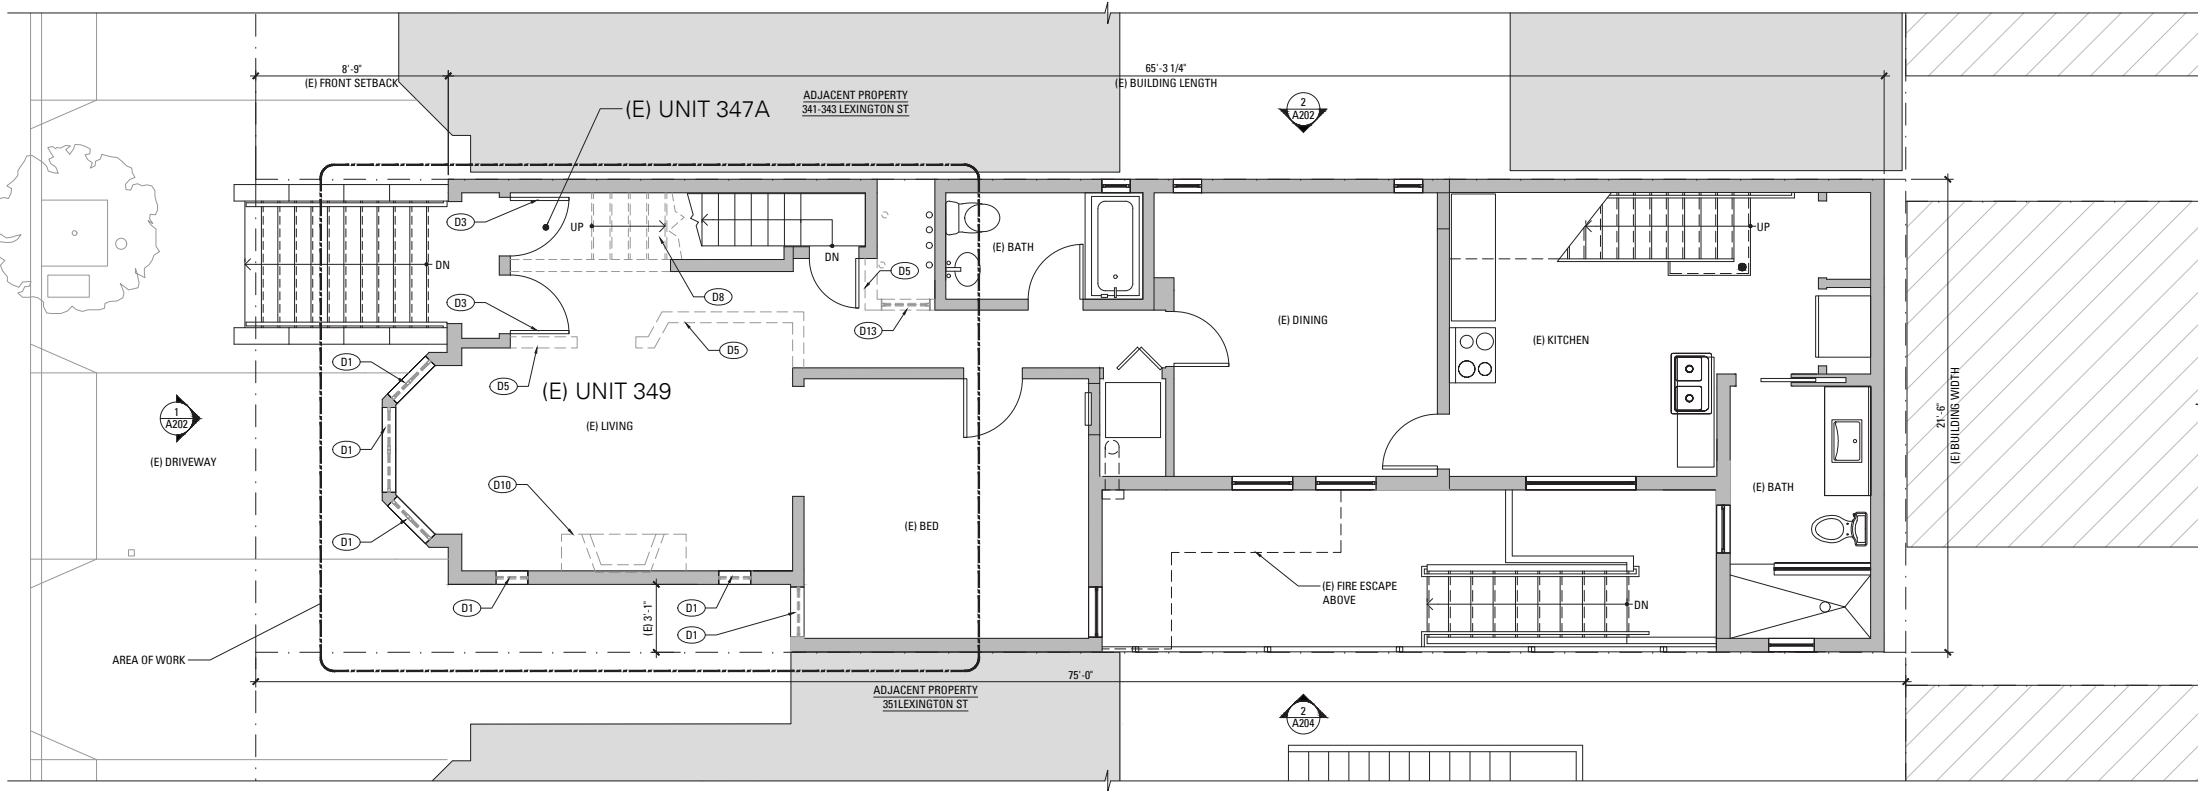 8'-9"
(E) FRONT SETBACK
65'-3 1/4"
(E) BUILDING LENGTH
(E) UNIT 347A
ADJACENT PROPERTY
341-343 LEXINGTON ST
2
A202
D3
UP
DN
D3
DN
D8
D5
D13
(E) BATH
(E) DINING
UP
(E) KITCHEN
D1
D5
D5
(E) UNIT 349
(E) LIVING
1
A202
(E) DRIVEWAY
D1
D10
D1
(E) BED
(E) BATH
21'-6"
(E) BUILDING WIDTH
D1
(E) 3'-1"
D1
D1
(E) FIRE ESCAPE
ABOVE
DN
AREA OF WORK
75'-0"
ADJACENT PROPERTY
351LEXINGTON ST
2
A204